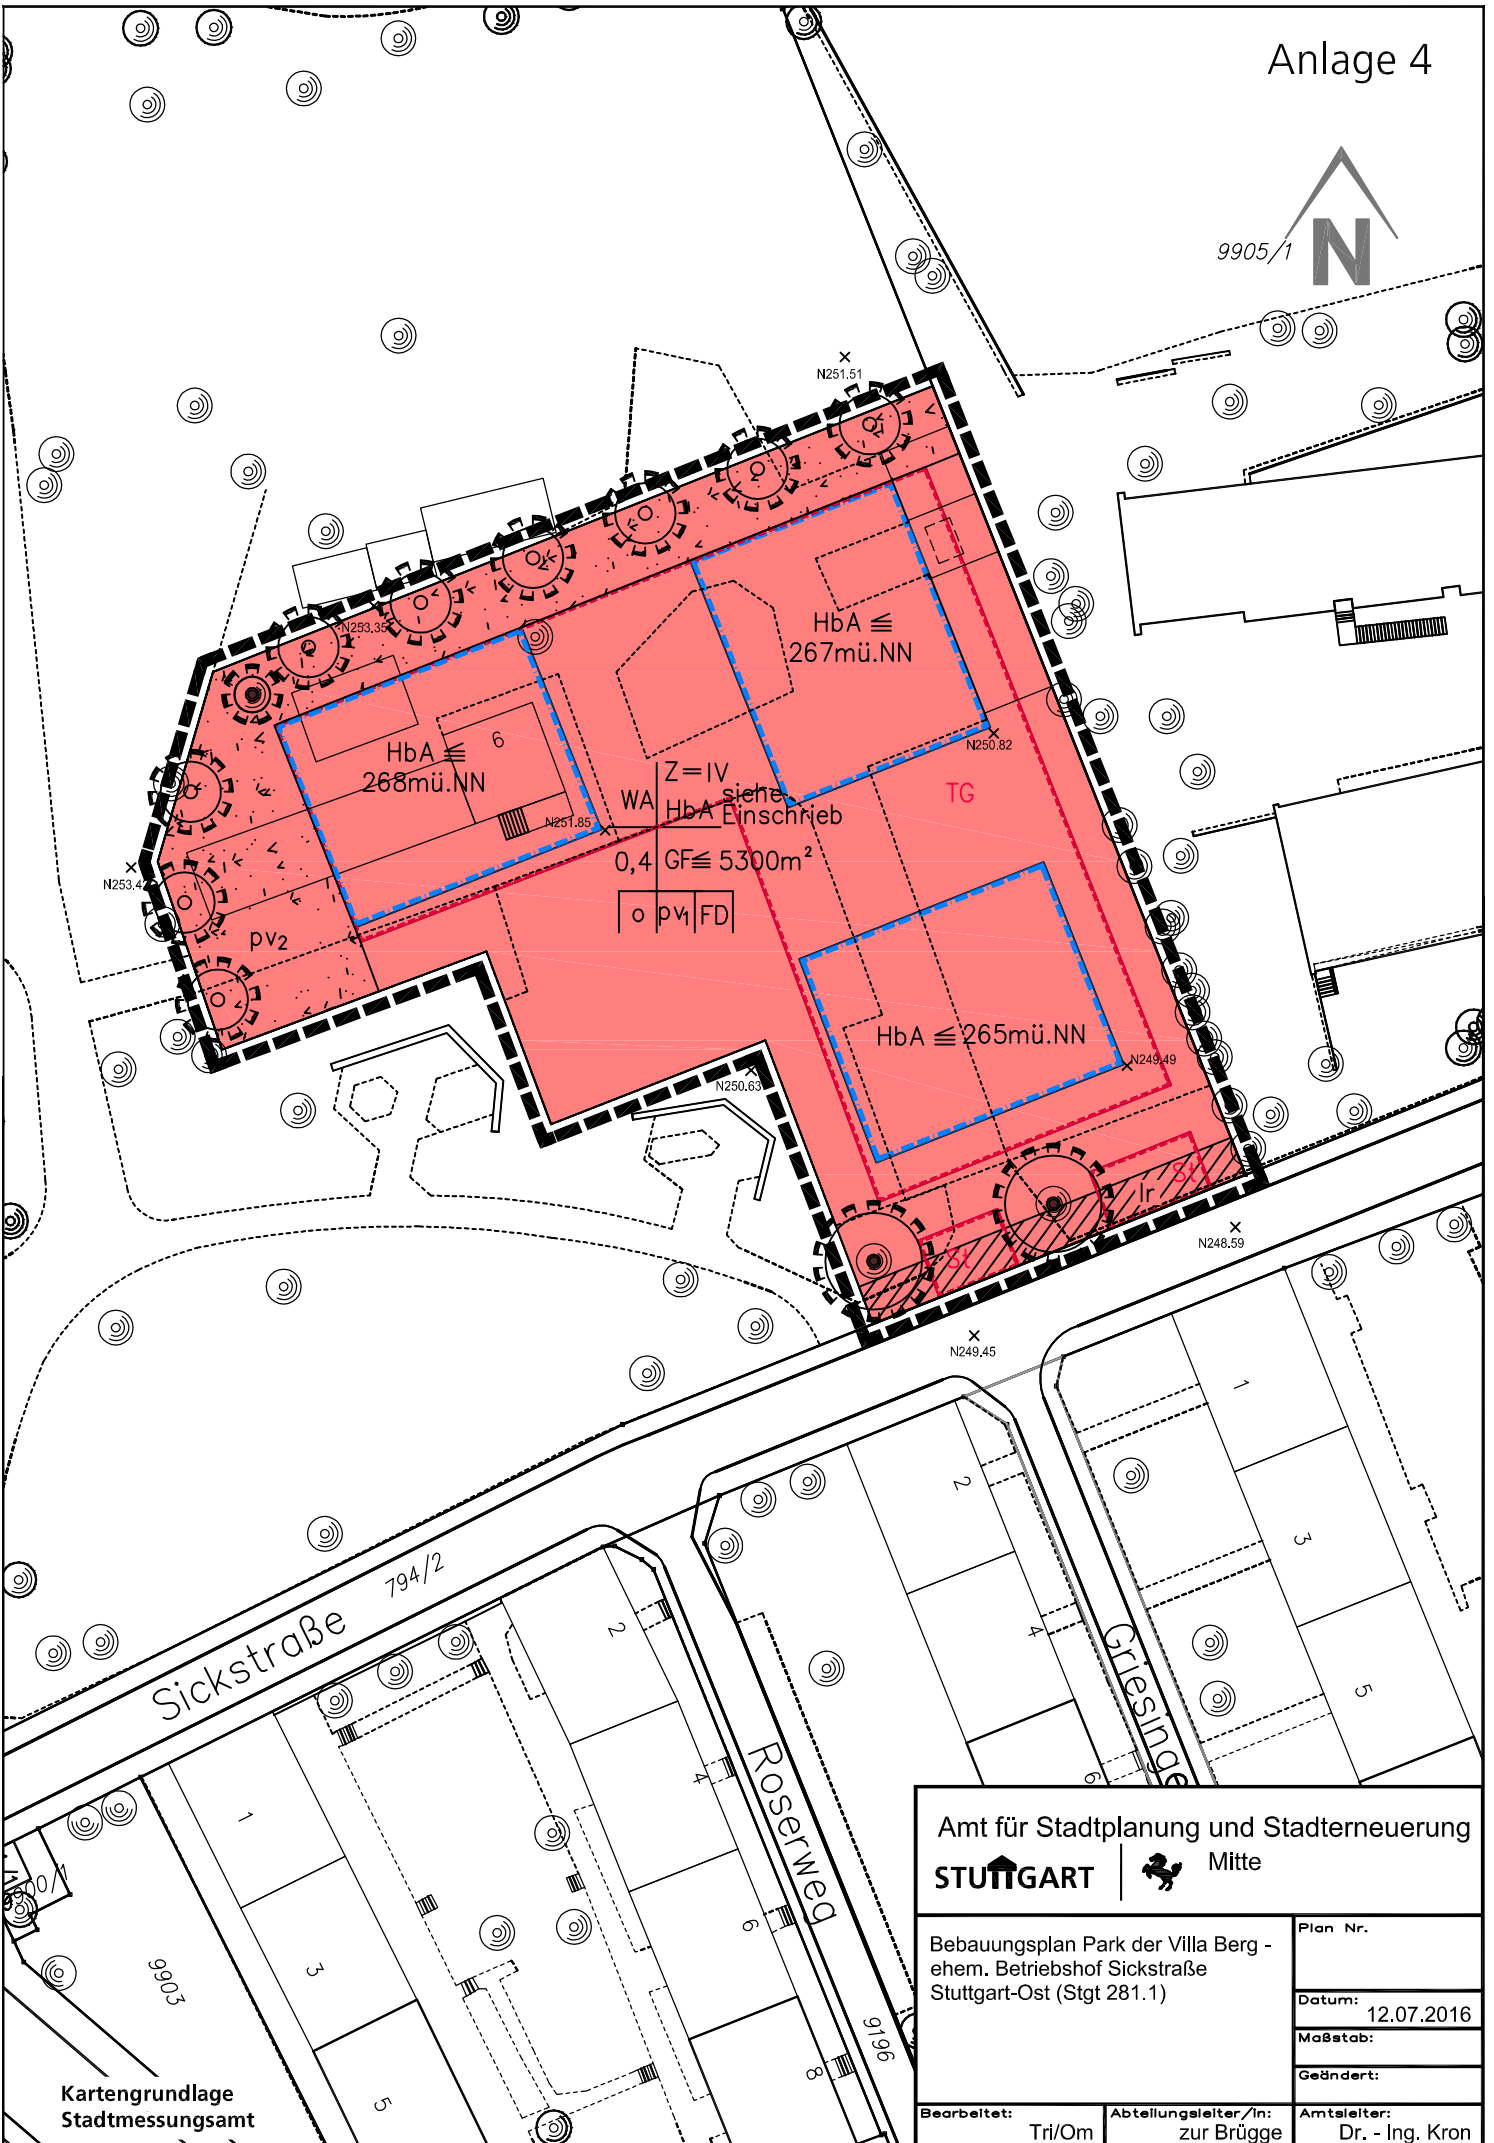 Anlage 4
N
9905/1
N251.51
N253.35
HbA ≦
267mü.NN
HbA ≦
268mü.NN
6
N250.82
TG
Z=IV
WA
HbA siehe
Einschrieb
N251.85
0,4
GF≦ 5300m²
o pv1 FD
N253.4
pv2
HbA ≦ 265mü.NN
N249.49
N250.63
St
lr
St
N248.59
N249.45
1
2
3
794/2
Sickstraße
2
4
Griesinge
5
Roserweg
4
6
1
3
5
6
8
9903
9196
Amt für Stadtplanung und Stadterneuerung
STUTTGART
Mitte
Bebauungsplan Park der Villa Berg -
ehem. Betriebshof Sickstraße
Stuttgart-Ost (Stgt 281.1)
Plan Nr.
Datum:
12.07.2016
Maßstab:
Geändert:
Bearbeitet:
Tri/Om
Abteilungsleiter/in:
zur Brügge
Amtsleiter:
Dr. - Ing. Kron
Kartengrundlage
Stadtmessungsamt